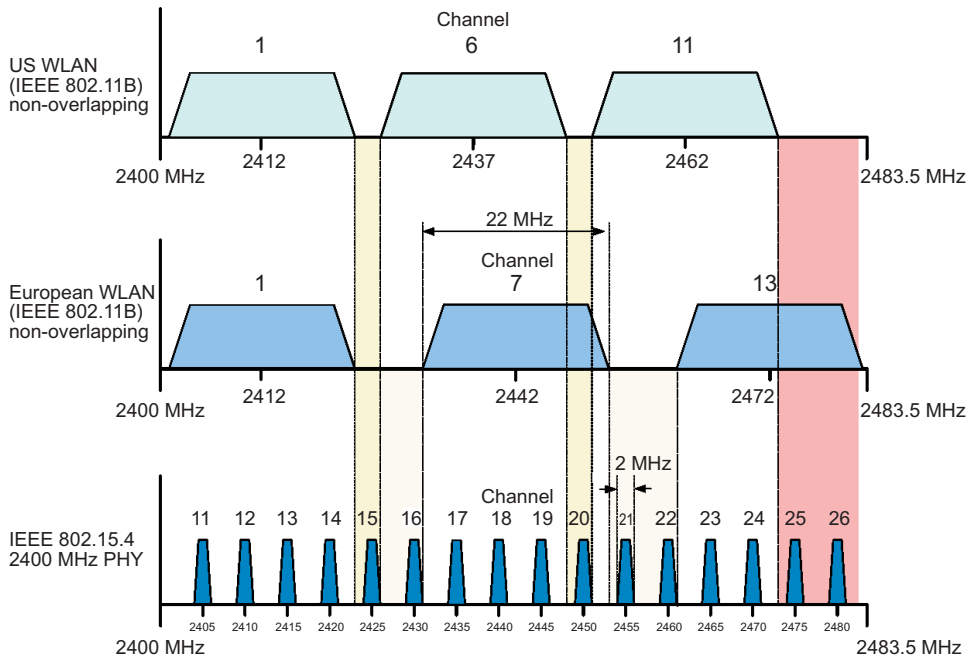 Channel
1 6 11
US WLAN
(IEEE 802.11B)
non-overlapping
2412 2437 2462
2400 MHz 2483.5 MHz
22 MHz
Channel
1 7 13
European WLAN
(IEEE 802.11B)
non-overlapping
2412 2442 2472
2400 MHz 2483.5 MHz
2 MHz
Channel
11 12 13 14 15 16 17 18 19 20 21 22 23 24 25 26
IEEE 802.15.4
2400 MHz PHY
2405 2410 2415 2420 2425 2430 2435 2440 2445 2450 2455 2460 2465 2470 2475 2480
2400 MHz 2483.5 MHz